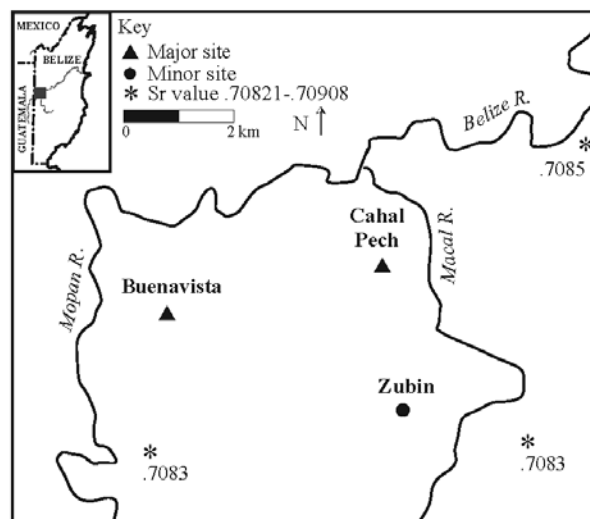 MEXICO
BELIZE
GUATEMALA
Key
Major site
Minor site
* Sr value .70821-.70908
0 2 km
N
Belize R.
.7085
Cahal
Pech
Macal R.
Mopan R.
Buenavista
Zubin
.7083
.7083